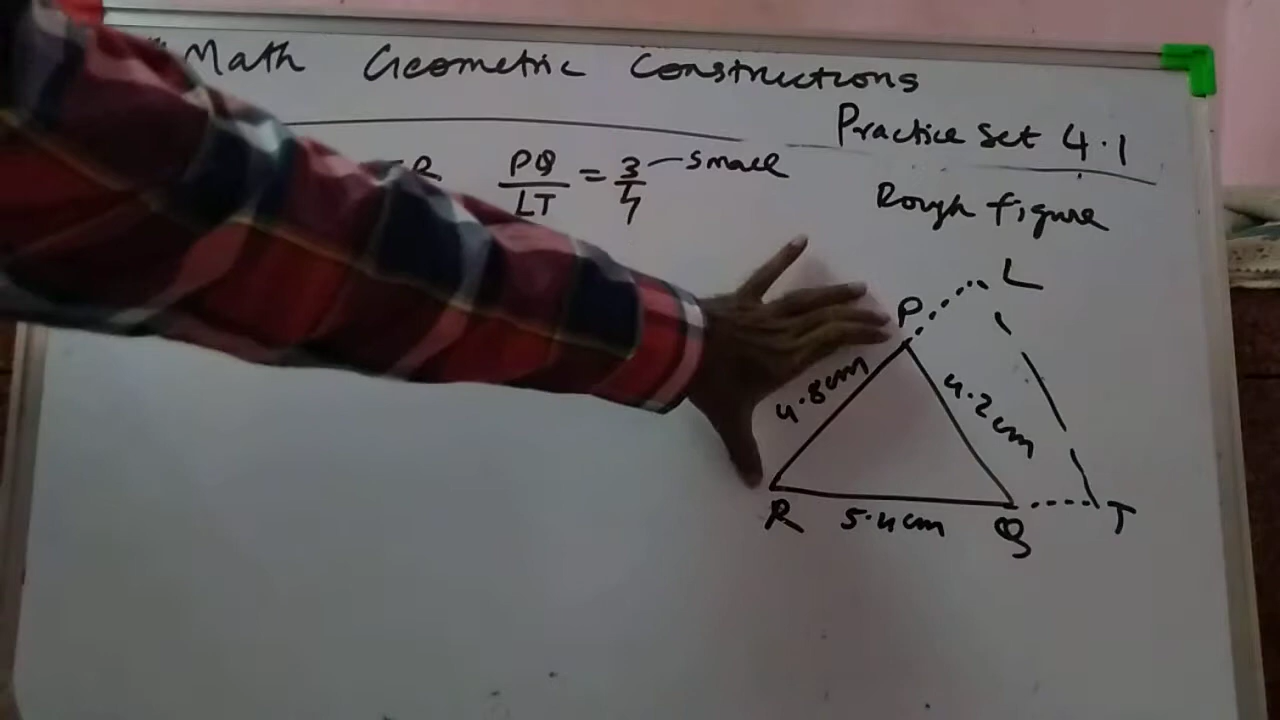 Math Geometric Constructions
Practice Set 4.1
R PQ/LT = 3/4 - small
Rough figure
L
P
4.8cm
4.2cm
R 5.4cm Q T